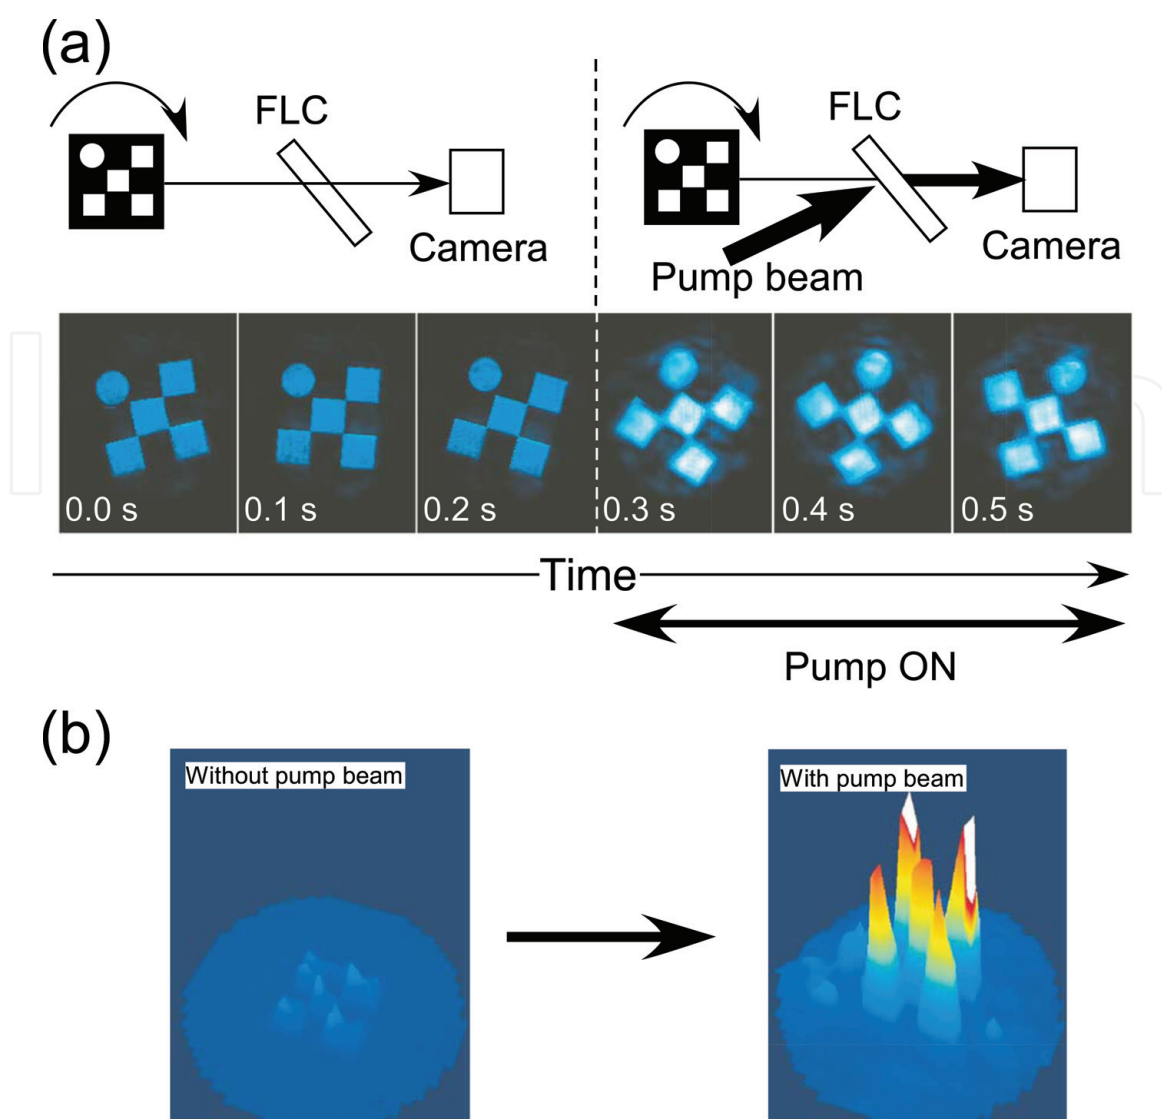 (a)
FLC
Camera
FLC
Camera
Pump beam
0.0 s
0.1 s
0.2 s
0.3 s
0.4 s
0.5 s
Time
Pump ON
(b)
Without pump beam
With pump beam